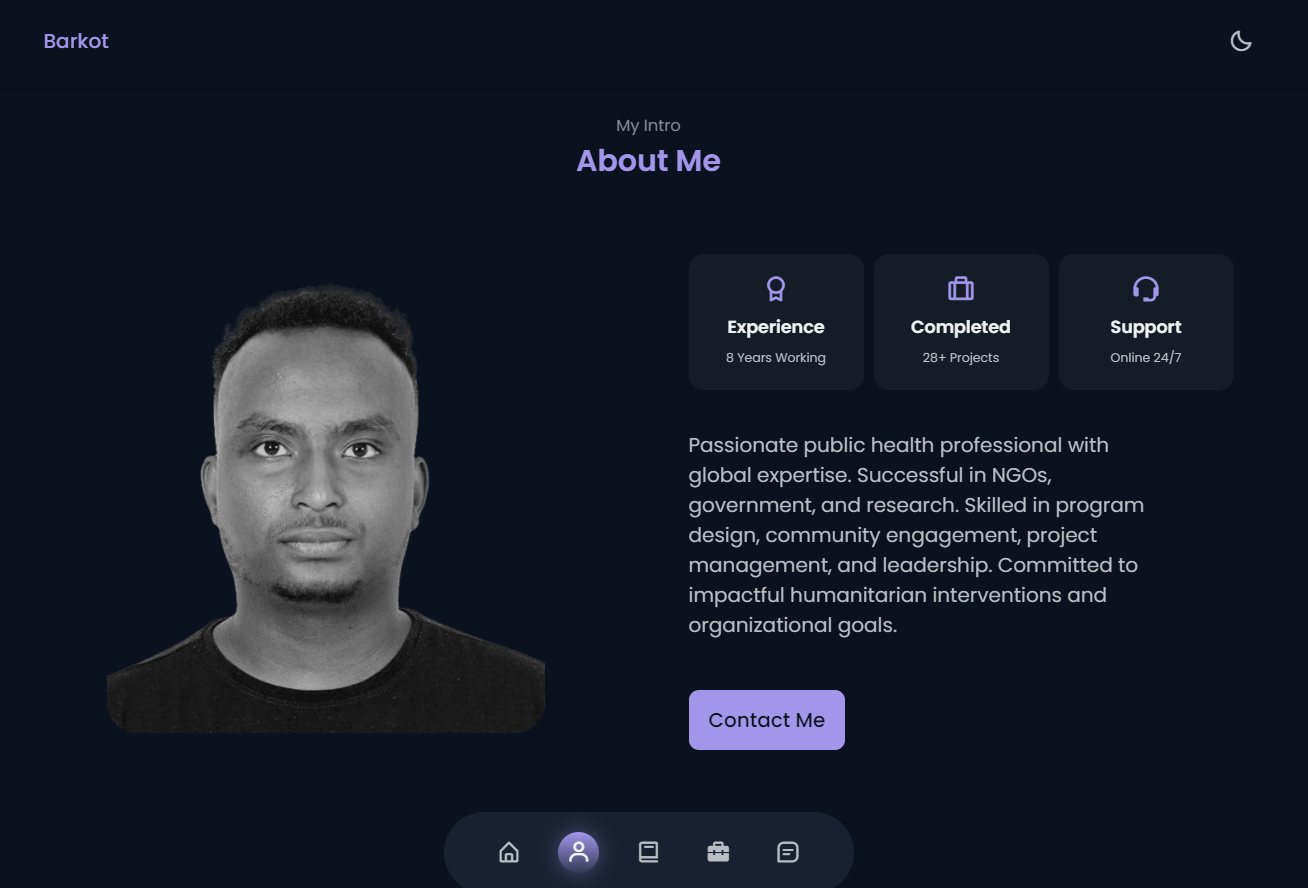 Barkot
My Intro
About Me
Experience
8 Years Working
Completed
28+ Projects
Support
Online 24/7
Passionate public health professional with
global expertise. Successful in NGOs,
government, and research. Skilled in program
design, community engagement, project
management, and leadership. Committed to
impactful humanitarian interventions and
organizational goals.
Contact Me